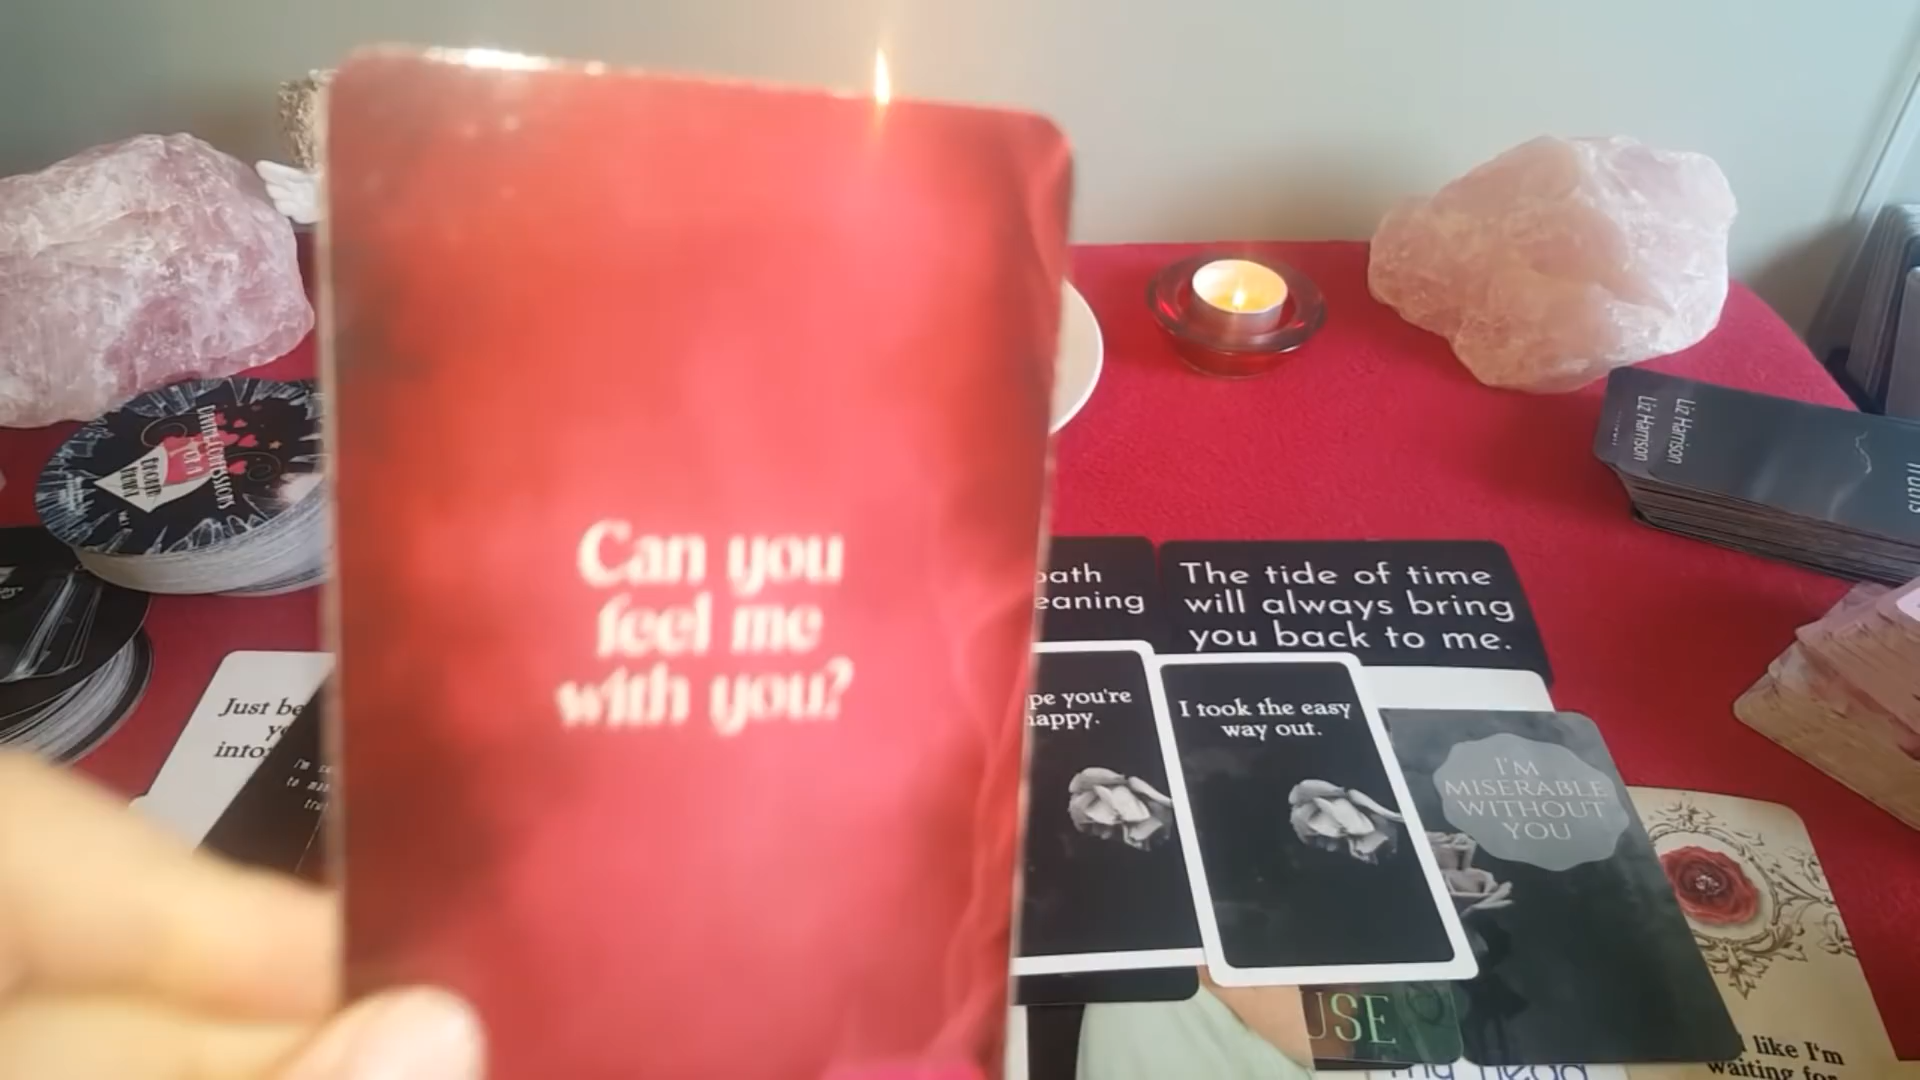 Can you
feel me
with you?
The tide of time
will always bring
you back to me.
eaning
pe you're
happy.
I took the easy
way out.
I'M
MISERABLE
WITHOUT
YOU
Just be
into
Liz Harrison
Liz Harrison
USE
like I'm
waiting for